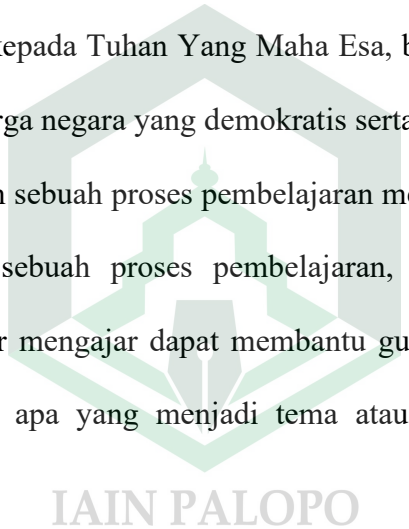 kepada Tuhan Yang Maha Esa, b
rga negara yang demokratis serta
n sebuah proses pembelajaran me
sebuah proses pembelajaran,
r mengajar dapat membantu gu
apa yang menjadi tema atau
IAIN PALOPO